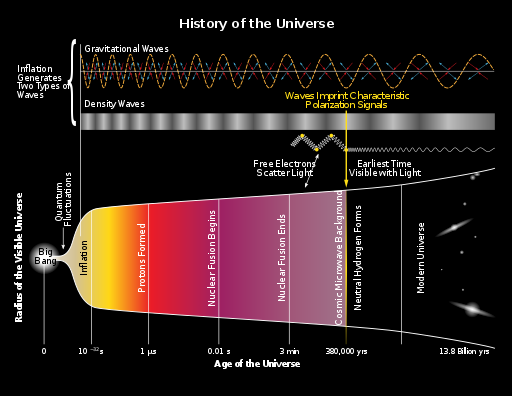 History of the Universe
Gravitational Waves
Inflation
Generates
Two Types of
Waves
Waves Imprint Characteristic
Polarization Signals
Density Waves
Free Electrons
Scatter Light
Earliest Time
Visible with Light
Radius of the Visible Universe
Quantum
Fluctuations
Big
Bang
Inflation
Protons Formed
Nuclear Fusion Begins
Nuclear Fusion Ends
Cosmic Microwave Background
Neutral Hydrogen Forms
Modern Universe
0
10⁻³²s
1 µs
0.01 s
3 min
380,000 yrs
13.8 Billion yrs
Age of the Universe